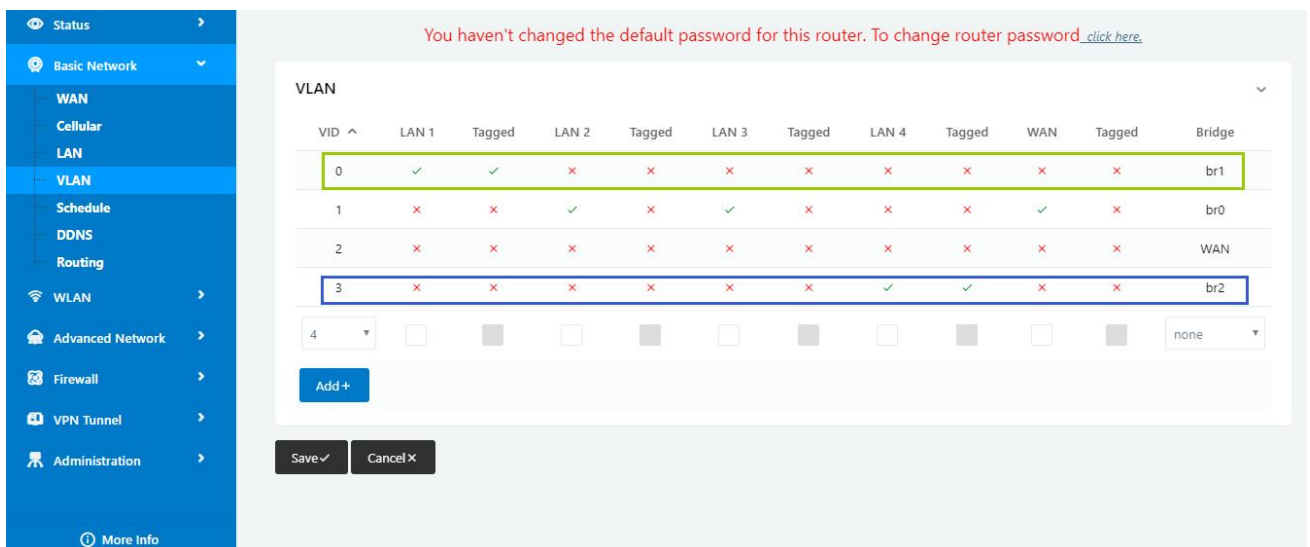 Status
Basic Network
WAN
Cellular
LAN
VLAN
Schedule
DDNS
Routing
WLAN
Advanced Network
Firewall
VPN Tunnel
Administration
More Info
You haven't changed the default password for this router. To change router password click here.
VLAN
VID LAN 1 Tagged LAN 2 Tagged LAN 3 Tagged LAN 4 Tagged WAN Tagged Bridge
0 ✓ ✓ × × × × × × × × br1
1 × × ✓ × ✓ × × × ✓ × br0
2 × × × × × × × × × × WAN
3 × × × × × × ✓ ✓ × × br2
4 none
Add+
Save✓ Cancel×